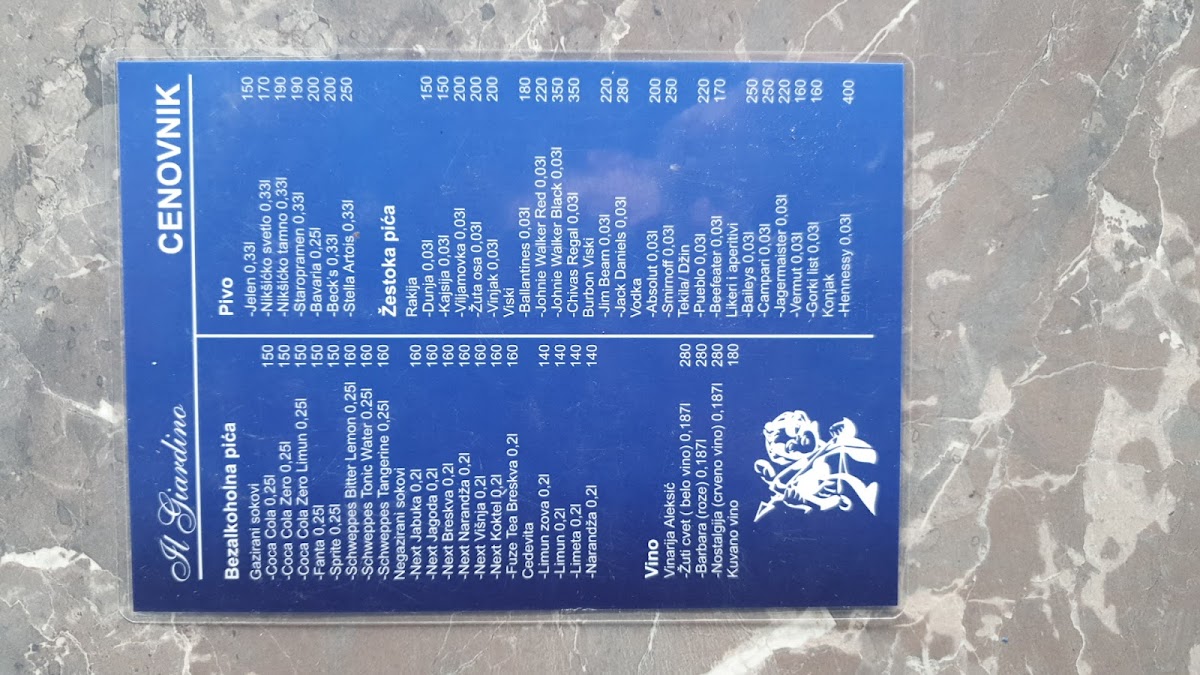 Il Giardino CENOVNIK
Bezalkoholna pića
Gazirani sokovi
-Coca Cola 0,25l 150
-Coca Cola Zero 0,25l 150
-Coca Cola Zero Limun 0,25l 150
-Fanta 0,25l 150
-Sprite 0,25l 150
-Schweppes Bitter Lemon 0,25l 160
-Schweppes Tonic Water 0,25l 160
-Schweppes Tangerine 0,25l 160
Negazirani sokovi
-Next Jabuka 0,2l 160
-Next Jagoda 0,2l 160
-Next Breskva 0,2l 160
-Next Narandža 0,2l 160
-Next Višnja 0,2l 160
-Next Koktel 0,2l 160
-Fuze Tea Breskva 0,2l 160
Cedevita
-Limun zova 0,2l 140
-Limun 0,2l 140
-Limeta 0,2l 140
-Narandža 0,2l 140
Vino
Vinarija Aleksić
-Žuti cvet ( belo vino) 0,187l 280
-Barbara (roze) 0,187l 280
-Nostalgija (crveno vino) 0,187l 280
Kuvano vino 180
Pivo
Jelen 0,33l 150
-Nikšićko svetlo 0,33l 170
-Nikšićko tamno 0,33l 190
-Staropramen 0,33l 190
-Bavaria 0,25l 200
-Beck's 0,33l 200
-Stella Artois 0,33l 250
Žestoka pića
Rakija
-Dunja 0,03l 150
-Kajsija 0,03l 150
-Viljamovka 0,03l 200
-Žuta osa 0,03l 200
-Vinjak 0,03l 200
Viski
-Ballantines 0,03l 180
-Johnie Walker Red 0,03l 220
-Johnie Walker Black 0,03l 350
-Chivas Regal 0,03l 350
Burbon Viski
-Jim Beam 0,03l 220
-Jack Daniels 0,03l 280
Vodka
-Absolut 0,03l 200
-Smirnoff 0,03l 250
Tekila/Džin
-Pueblo 0,03l 220
-Beefeater 0,03l 170
Likeri i aperitivi
-Baileys 0,03l 250
-Campari 0,03l 250
-Jagermaister 0,03l 220
-Vermut 0,03l 160
-Gorki list 0,03l 160
Konjak
-Hennessy 0,03l 400